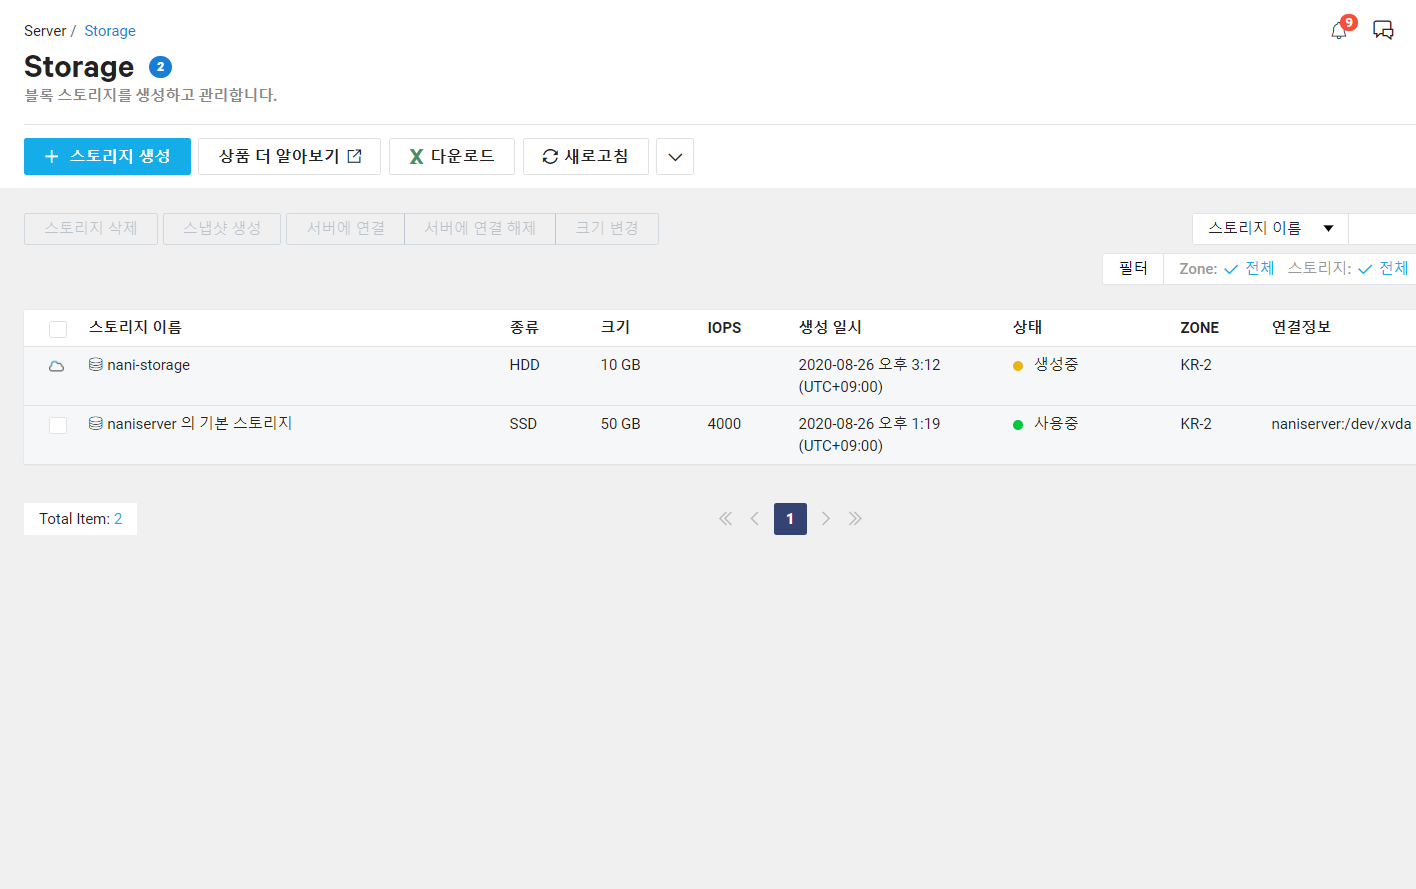 Server / Storage
9
Storage 2
블록 스토리지를 생성하고 관리합니다.
+ 스토리지 생성 상품 더 알아보기 다운로드 새로고침
스토리지 삭제 스냅샷 생성 서버에 연결 서버에 연결 해제 크기 변경 스토리지 이름
필터 Zone: 전체 스토리지: 전체
스토리지 이름 종류 크기 IOPS 생성 일시 상태 ZONE 연결정보
nani-storage HDD 10 GB 2020-08-26 오후 3:12 생성중 KR-2
(UTC+09:00)
naniserver 의 기본 스토리지 SSD 50 GB 4000 2020-08-26 오후 1:19 사용중 KR-2 naniserver:/dev/xvda
(UTC+09:00)
Total Item: 2 1